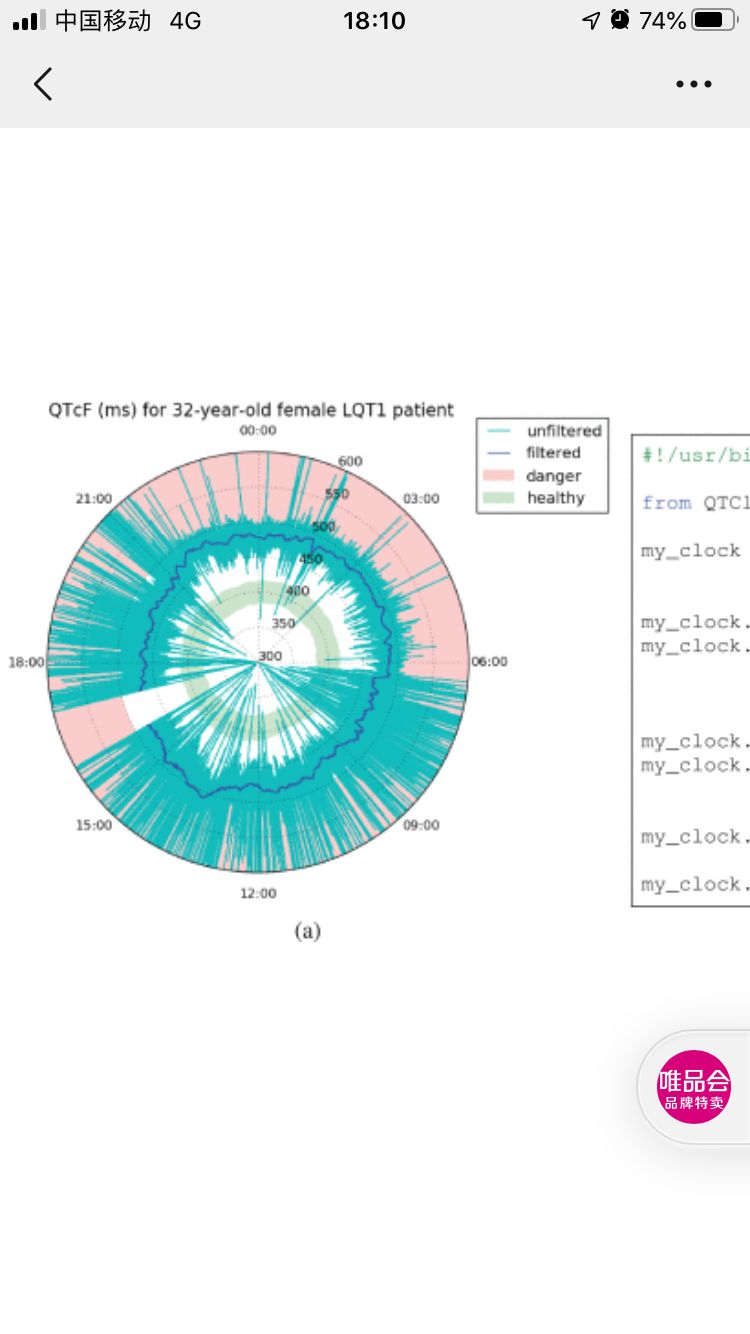 中国移动 4G 18:10 74%
QTcF (ms) for 32-year-old female LQT1 patient
00:00
03:00
06:00
09:00
12:00
15:00
18:00
21:00
600
550
500
450
400
350
300
unfiltered
filtered
danger
healthy
(a)
#!/usr/bi
from QTCl
my_clock
my_clock.
my_clock.
my_clock.
my_clock.
my_clock.
my_clock.
唯品会
品牌特卖